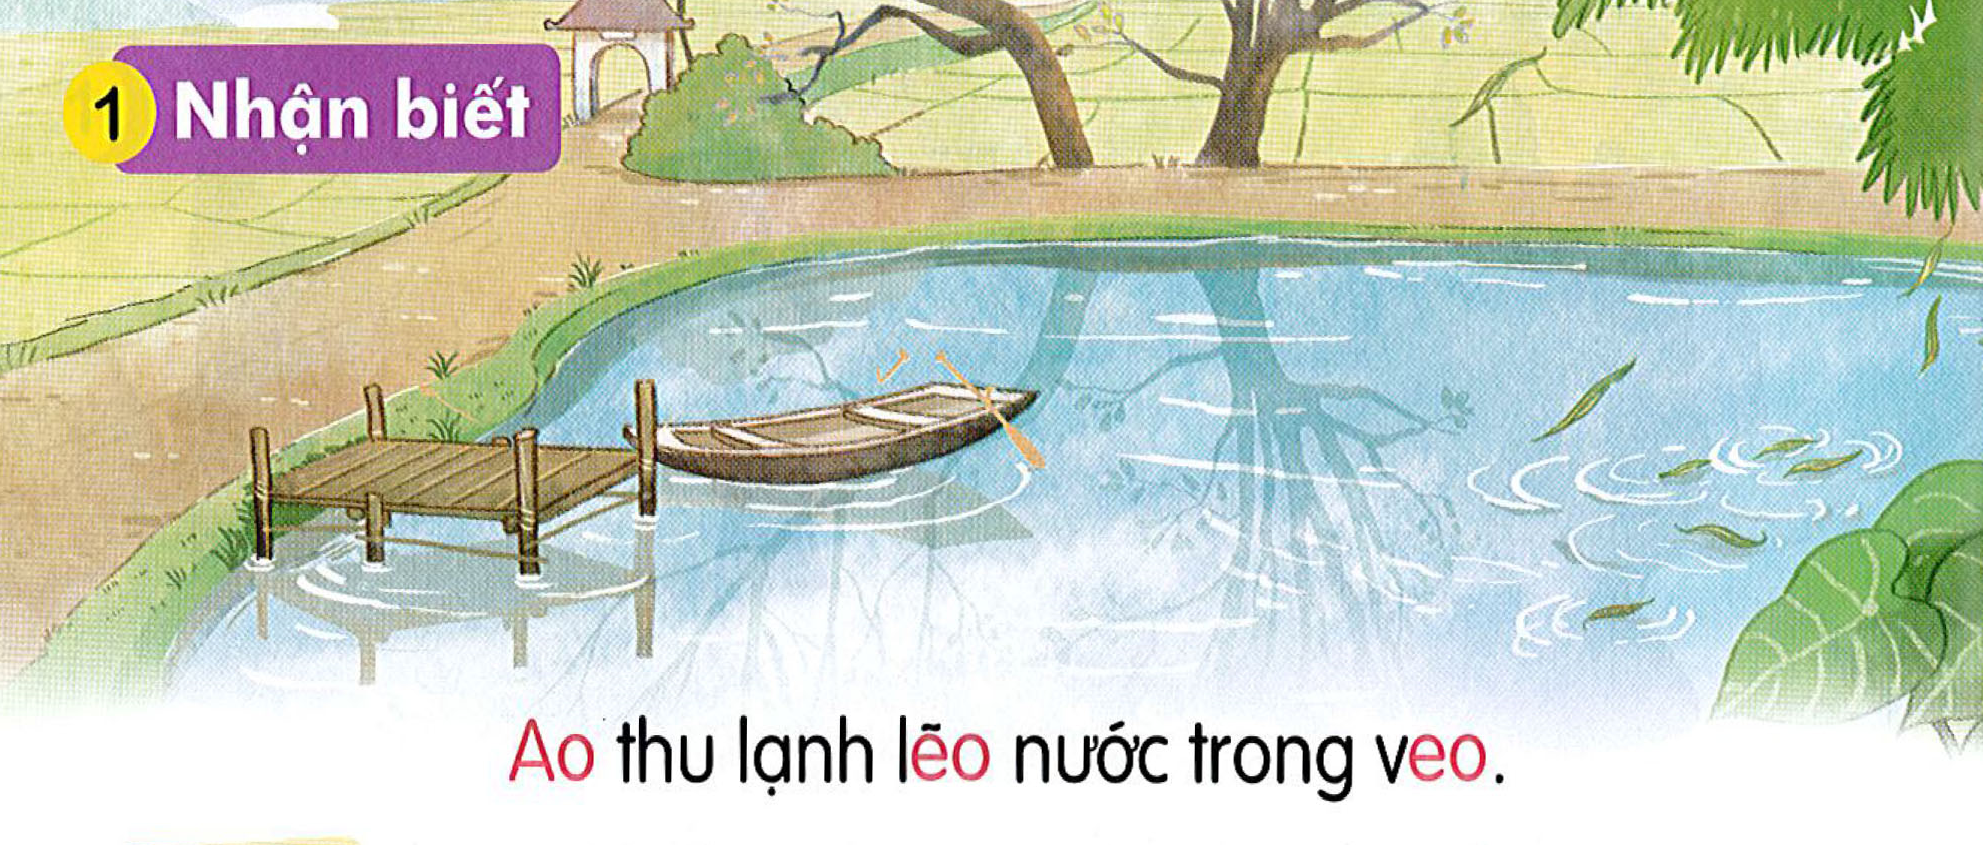 1 Nhận biết
Ao thu lạnh lẽo nước trong veo.